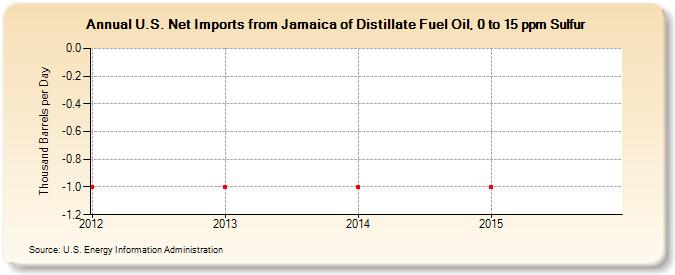 Annual U.S. Net Imports from Jamaica of Distillate Fuel Oil, 0 to 15 ppm Sulfur
Thousand Barrels per Day
0.0
-0.2
-0.4
-0.6
-0.8
-1.0
-1.2
2012 2013 2014 2015
Source: U.S. Energy Information Administration